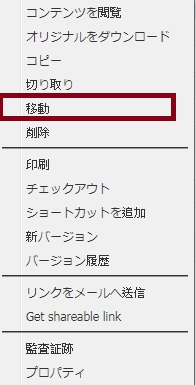 コンテンツを閲覧
オリジナルをダウンロード
コピー
切り取り
移動
削除
印刷
チェックアウト
ショートカットを追加
新バージョン
バージョン履歴
リンクをメールへ送信
Get shareable link
監査証跡
プロパティ